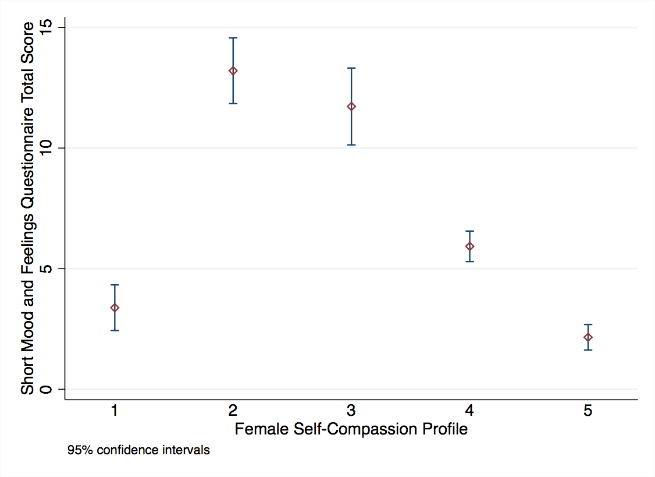 Short Mood and Feelings Questionnaire Total Score
15
10
5
0
1 2 3 4 5
Female Self-Compassion Profile
95% confidence intervals